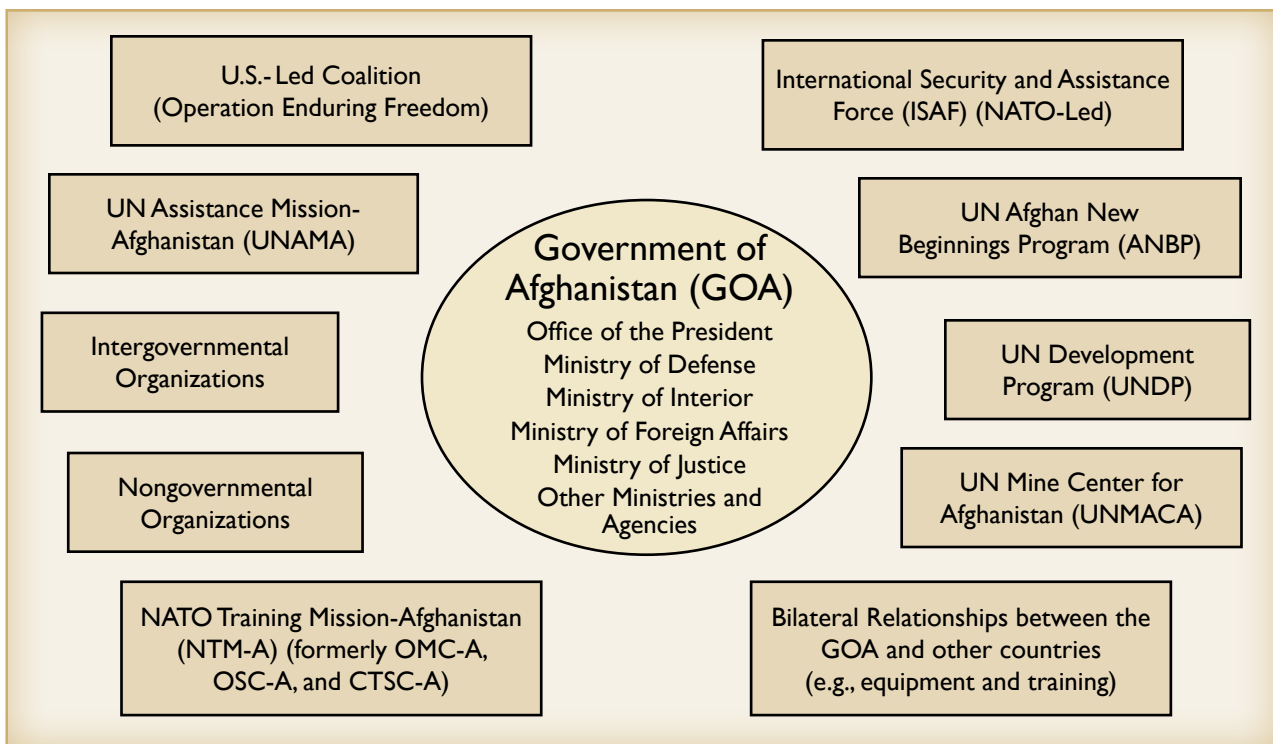 U.S.- Led Coalition
(Operation Enduring Freedom)
International Security and Assistance
Force (ISAF) (NATO-Led)
UN Assistance Mission-
Afghanistan (UNAMA)
UN Afghan New
Beginnings Program (ANBP)
Government of
Afghanistan (GOA)
Office of the President
Ministry of Defense
Ministry of Interior
Ministry of Foreign Affairs
Ministry of Justice
Other Ministries and
Agencies
Intergovernmental
Organizations
UN Development
Program (UNDP)
Nongovernmental
Organizations
UN Mine Center for
Afghanistan (UNMACA)
NATO Training Mission-Afghanistan
(NTM-A) (formerly OMC-A,
OSC-A, and CTSC-A)
Bilateral Relationships between the
GOA and other countries
(e.g., equipment and training)